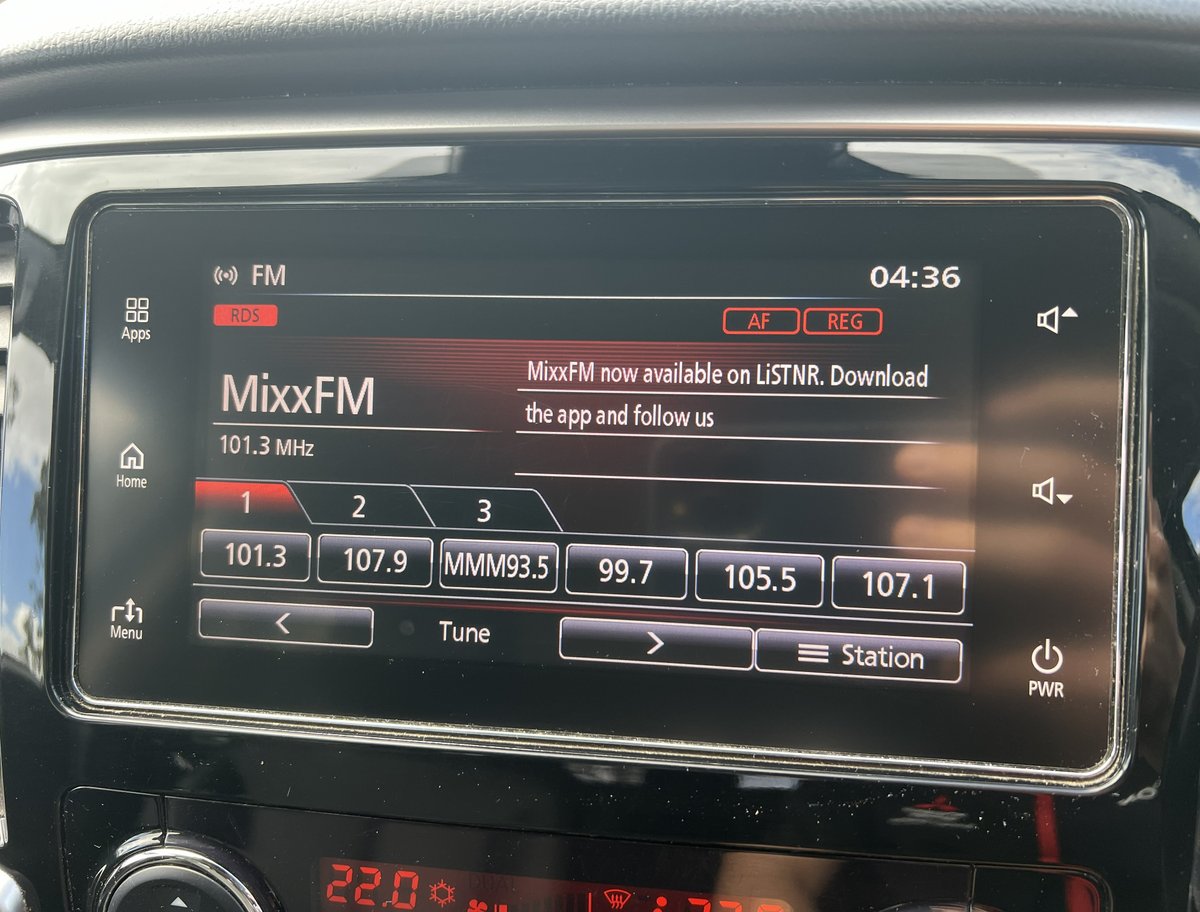 FM
04:36
RDS
AF
REG
Apps
MixxFM
MixxFM now available on LiSTNR. Download
the app and follow us
101.3 MHz
Home
1
2
3
101.3
107.9
MMM93.5
99.7
105.5
107.1
Menu
<
Tune
>
Station
PWR
22.0